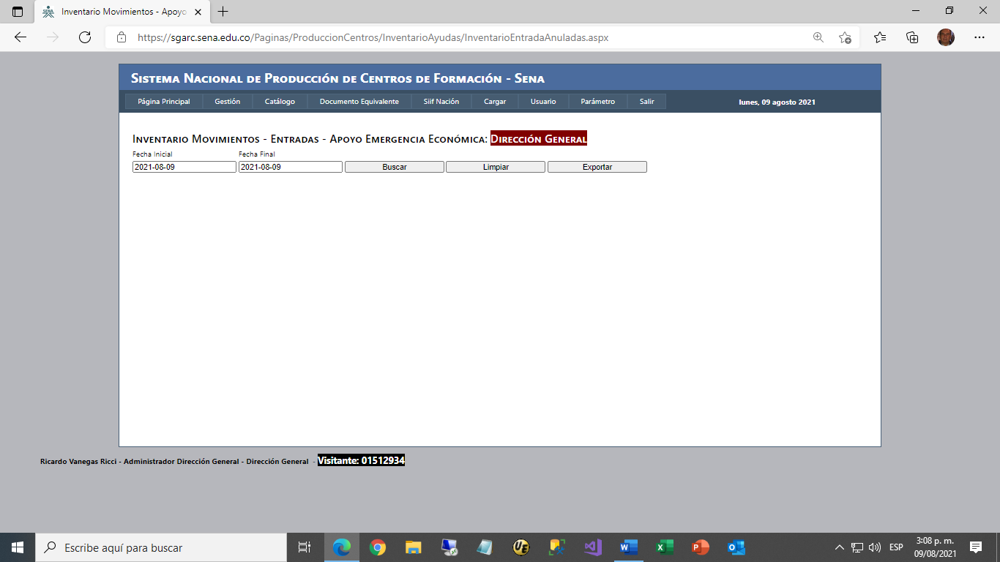 Inventario Movimientos - Apoyo
https://sgarc.sena.edu.co/Paginas/ProduccionCentros/InventarioAyudas/InventarioEntradaAnuladas.aspx
Sistema Nacional de Producción de Centros de Formación - Sena
Página Principal Gestión Catálogo Documento Equivalente Siif Nación Cargar Usuario Parámetro Salir lunes, 09 agosto 2021
Inventario Movimientos - Entradas - Apoyo Emergencia Económica: Dirección General
Fecha Inicial Fecha Final
2021-08-09 2021-08-09 Buscar Limpiar Exportar
Ricardo Vanegas Ricci - Administrador Dirección General - Dirección General - Visitante: 01512934
Escribe aquí para buscar
ESP
3:08 p. m.
09/08/2021